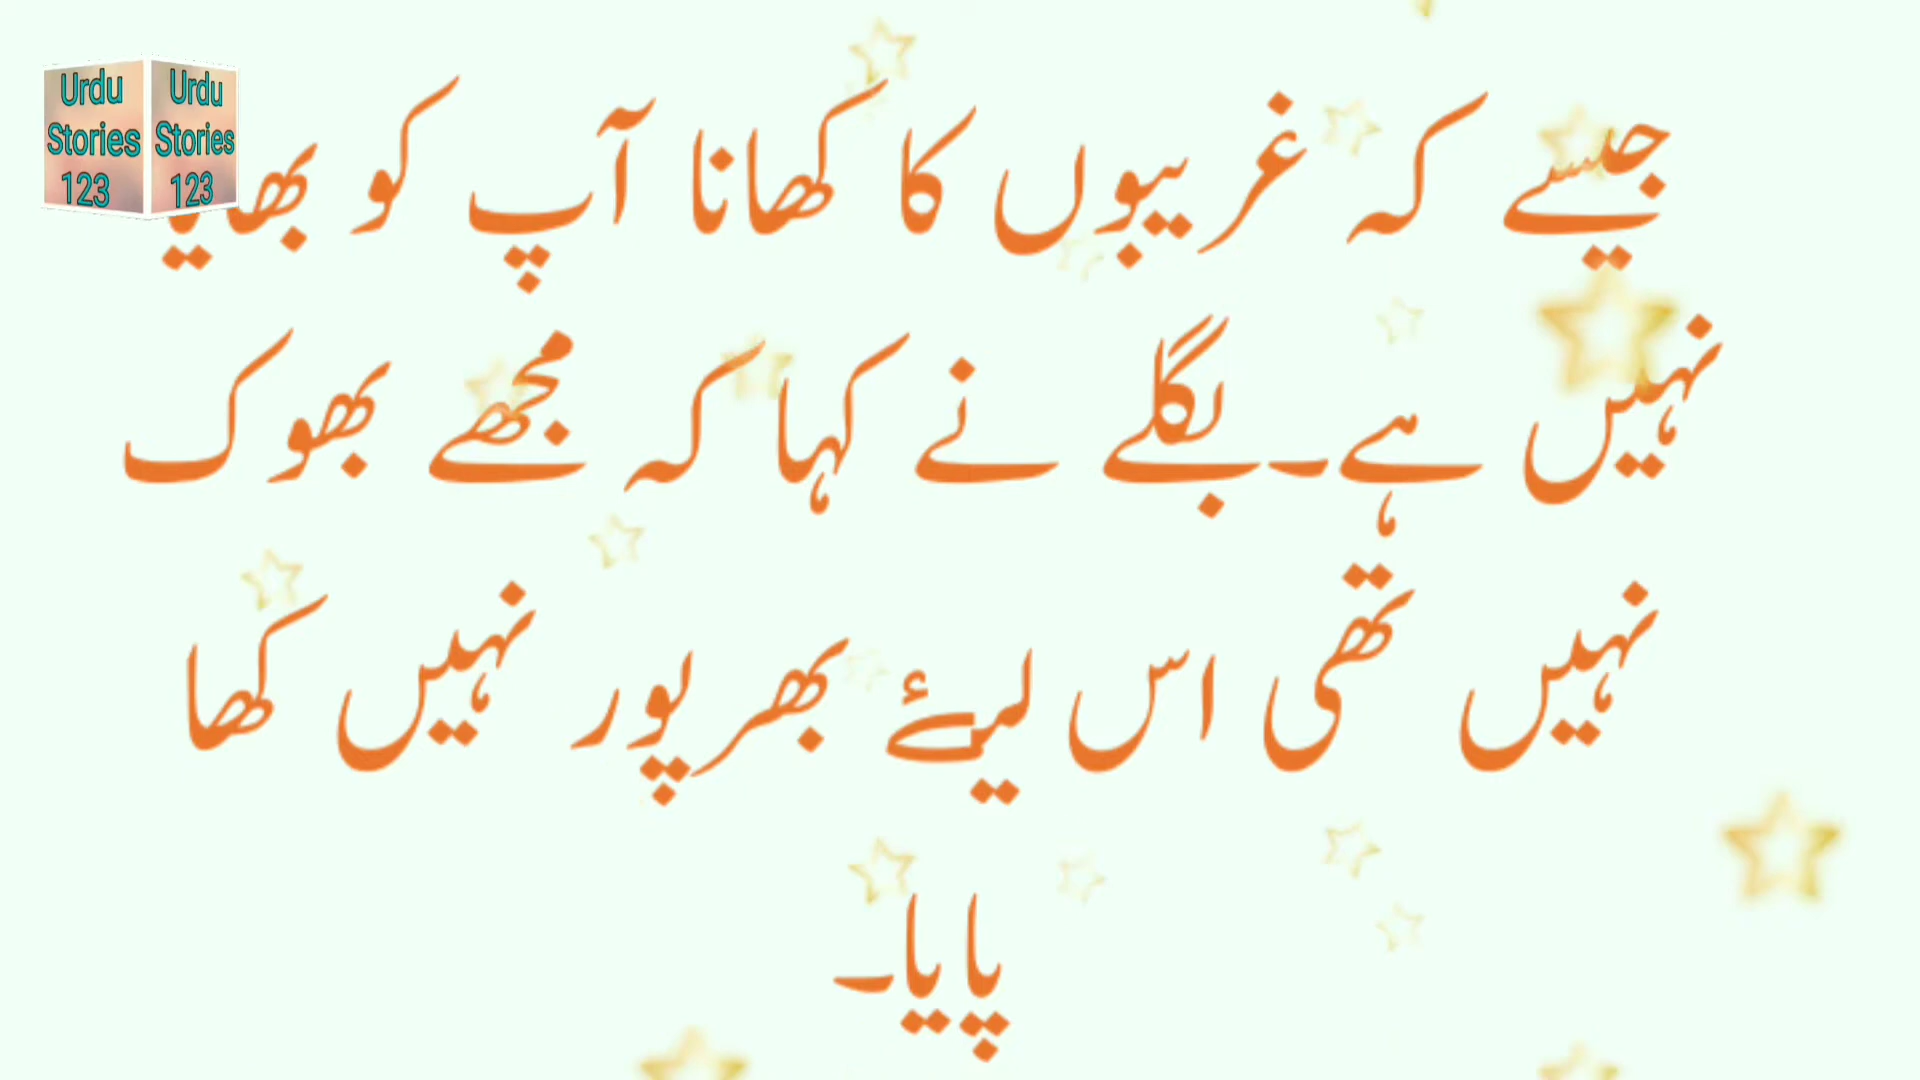 Urdu
Stories
123
Urdu
Stories
123
جیسے کہ غریبوں کا کھانا آپ کو بھایا
نہیں ہے۔بگلے نے کہا کہ مجھے بھوک
نہیں تھی اس لیئے بھرپور نہیں کھا
پایا۔